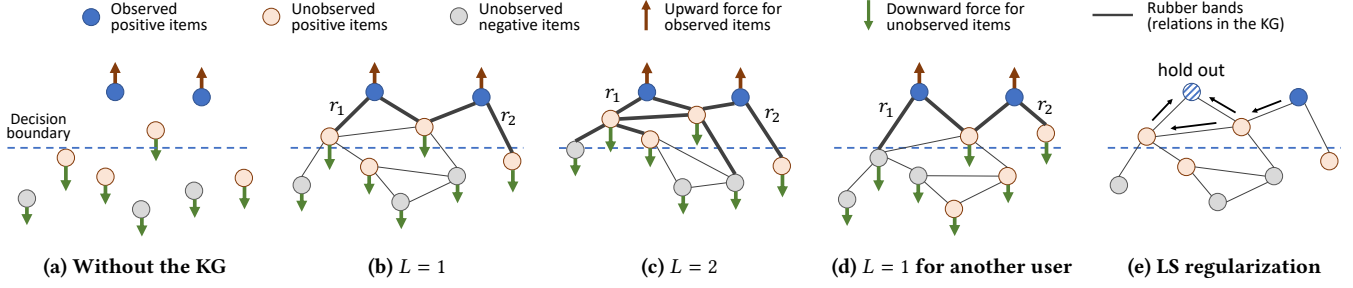 Observed
positive items
Unobserved
positive items
Unobserved
negative items
Upward force for
observed items
Downward force for
unobserved items
Rubber bands
(relations in the KG)
Decision
boundary
r1
r2
r1
r2
r1
r2
hold out
(a) Without the KG
(b) L = 1
(c) L = 2
(d) L = 1 for another user
(e) LS regularization